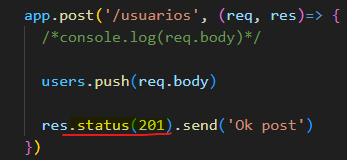 app.post('/usuarios', (req, res)=> {
/*console.log(req.body)*/
users.push(req.body)
res.status(201).send('Ok post')
})